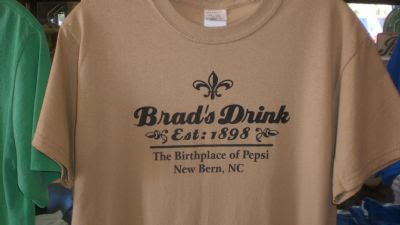 Brad's Drink
Est: 1898
The Birthplace of Pepsi
New Bern, NC